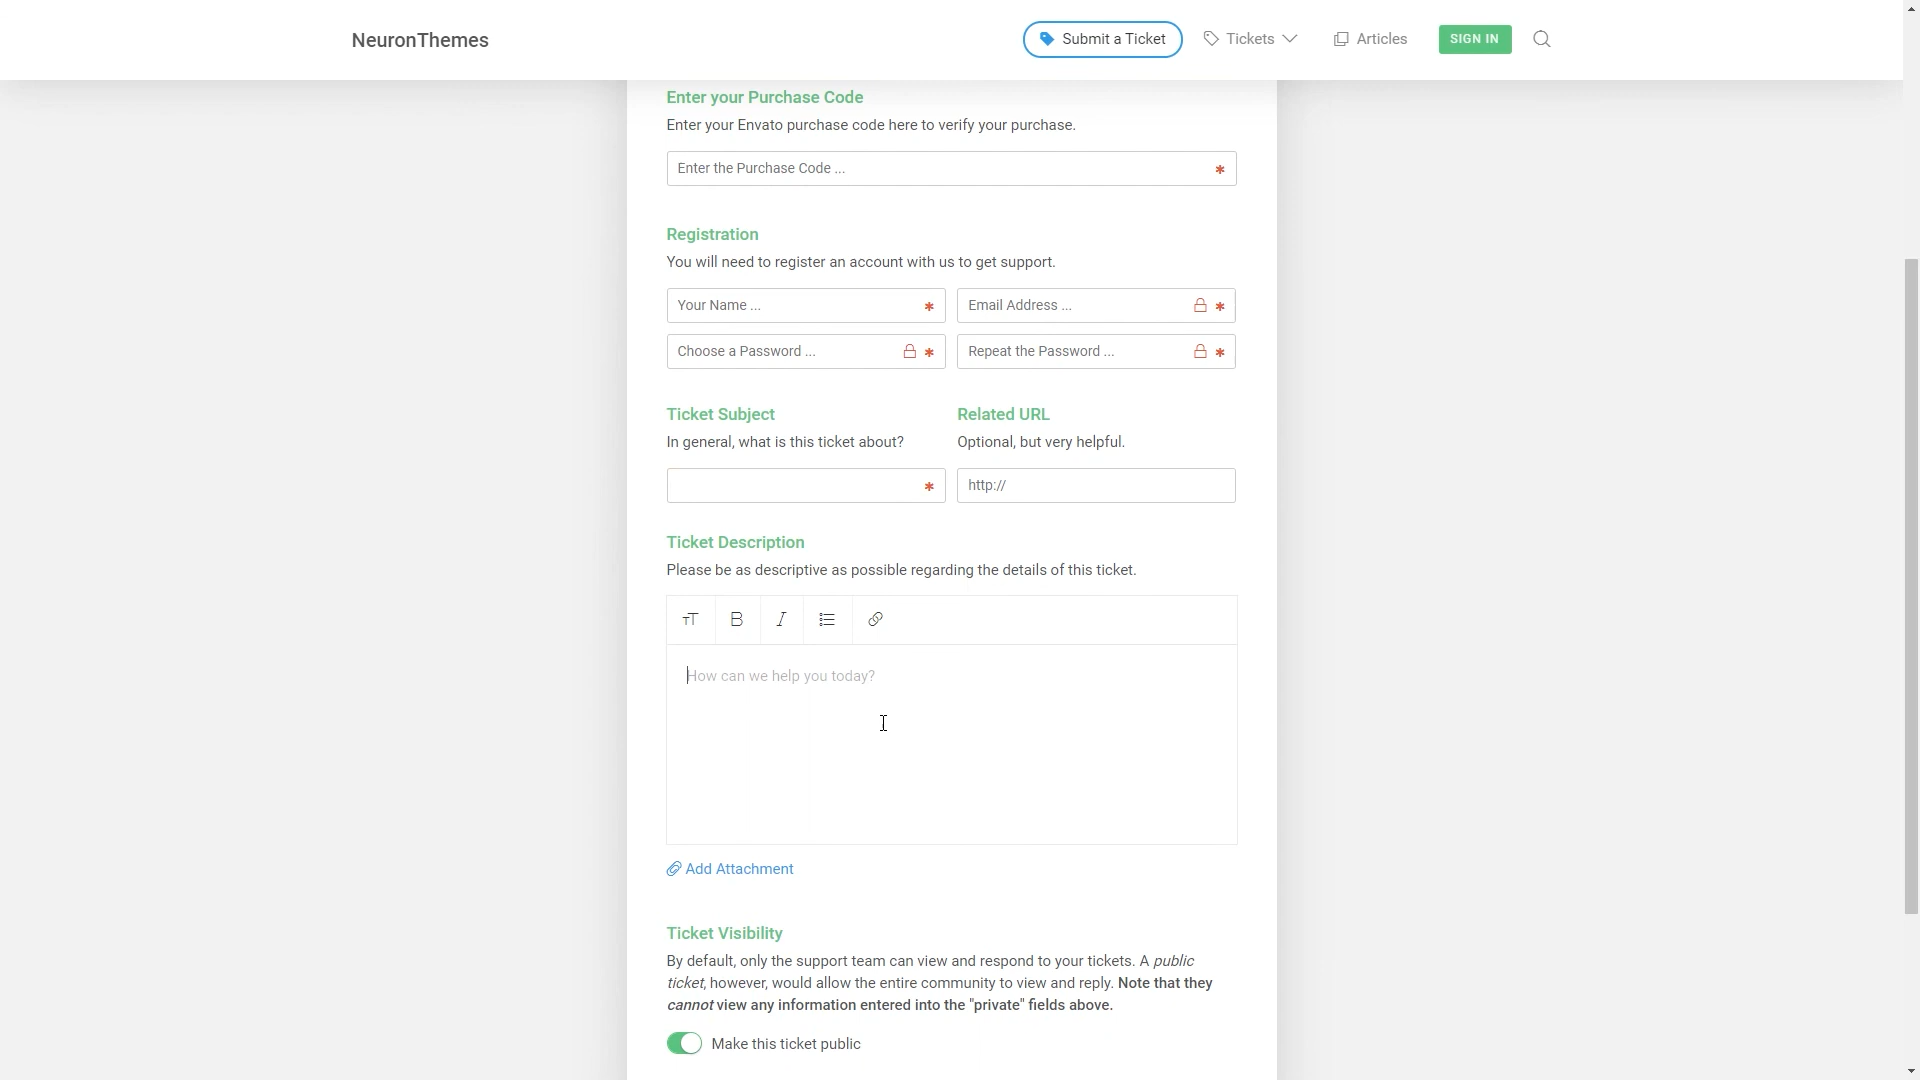 NeuronThemes
Submit a Ticket
Tickets
Articles
SIGN IN
Enter your Purchase Code
Enter your Envato purchase code here to verify your purchase.
Enter the Purchase Code ...
Registration
You will need to register an account with us to get support.
Your Name ...
Email Address ...
Choose a Password ...
Repeat the Password ...
Ticket Subject
Related URL
In general, what is this ticket about?
Optional, but very helpful.
http://
Ticket Description
Please be as descriptive as possible regarding the details of this ticket.
How can we help you today?
Add Attachment
Ticket Visibility
By default, only the support team can view and respond to your tickets. A public
ticket, however, would allow the entire community to view and reply. Note that they
cannot view any information entered into the "private" fields above.
Make this ticket public